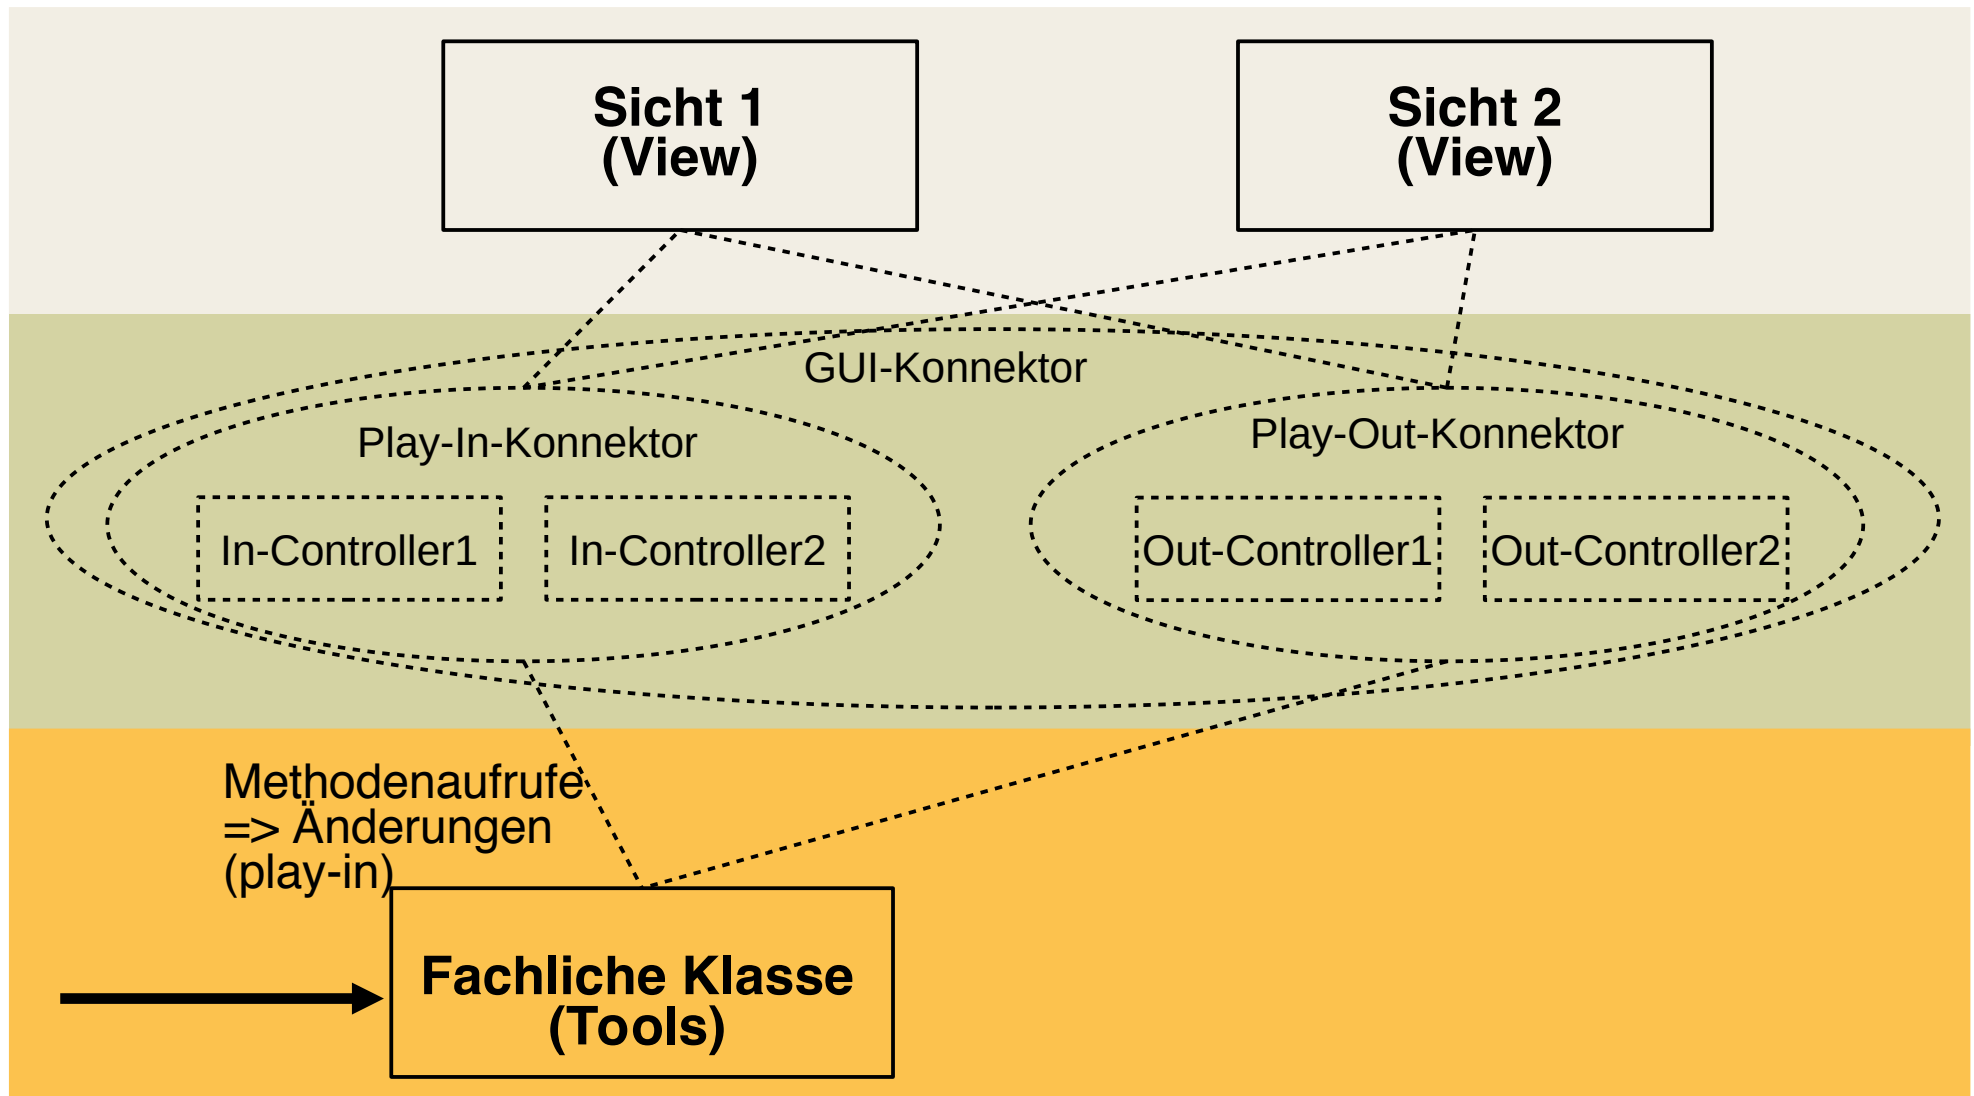 Sicht 1
(View)
Sicht 2
(View)
GUI-Konnektor
Play-In-Konnektor
Play-Out-Konnektor
In-Controller1
In-Controller2
Out-Controller1
Out-Controller2
Methodenaufrufe
=> Änderungen
(play-in)
Fachliche Klasse
(Tools)